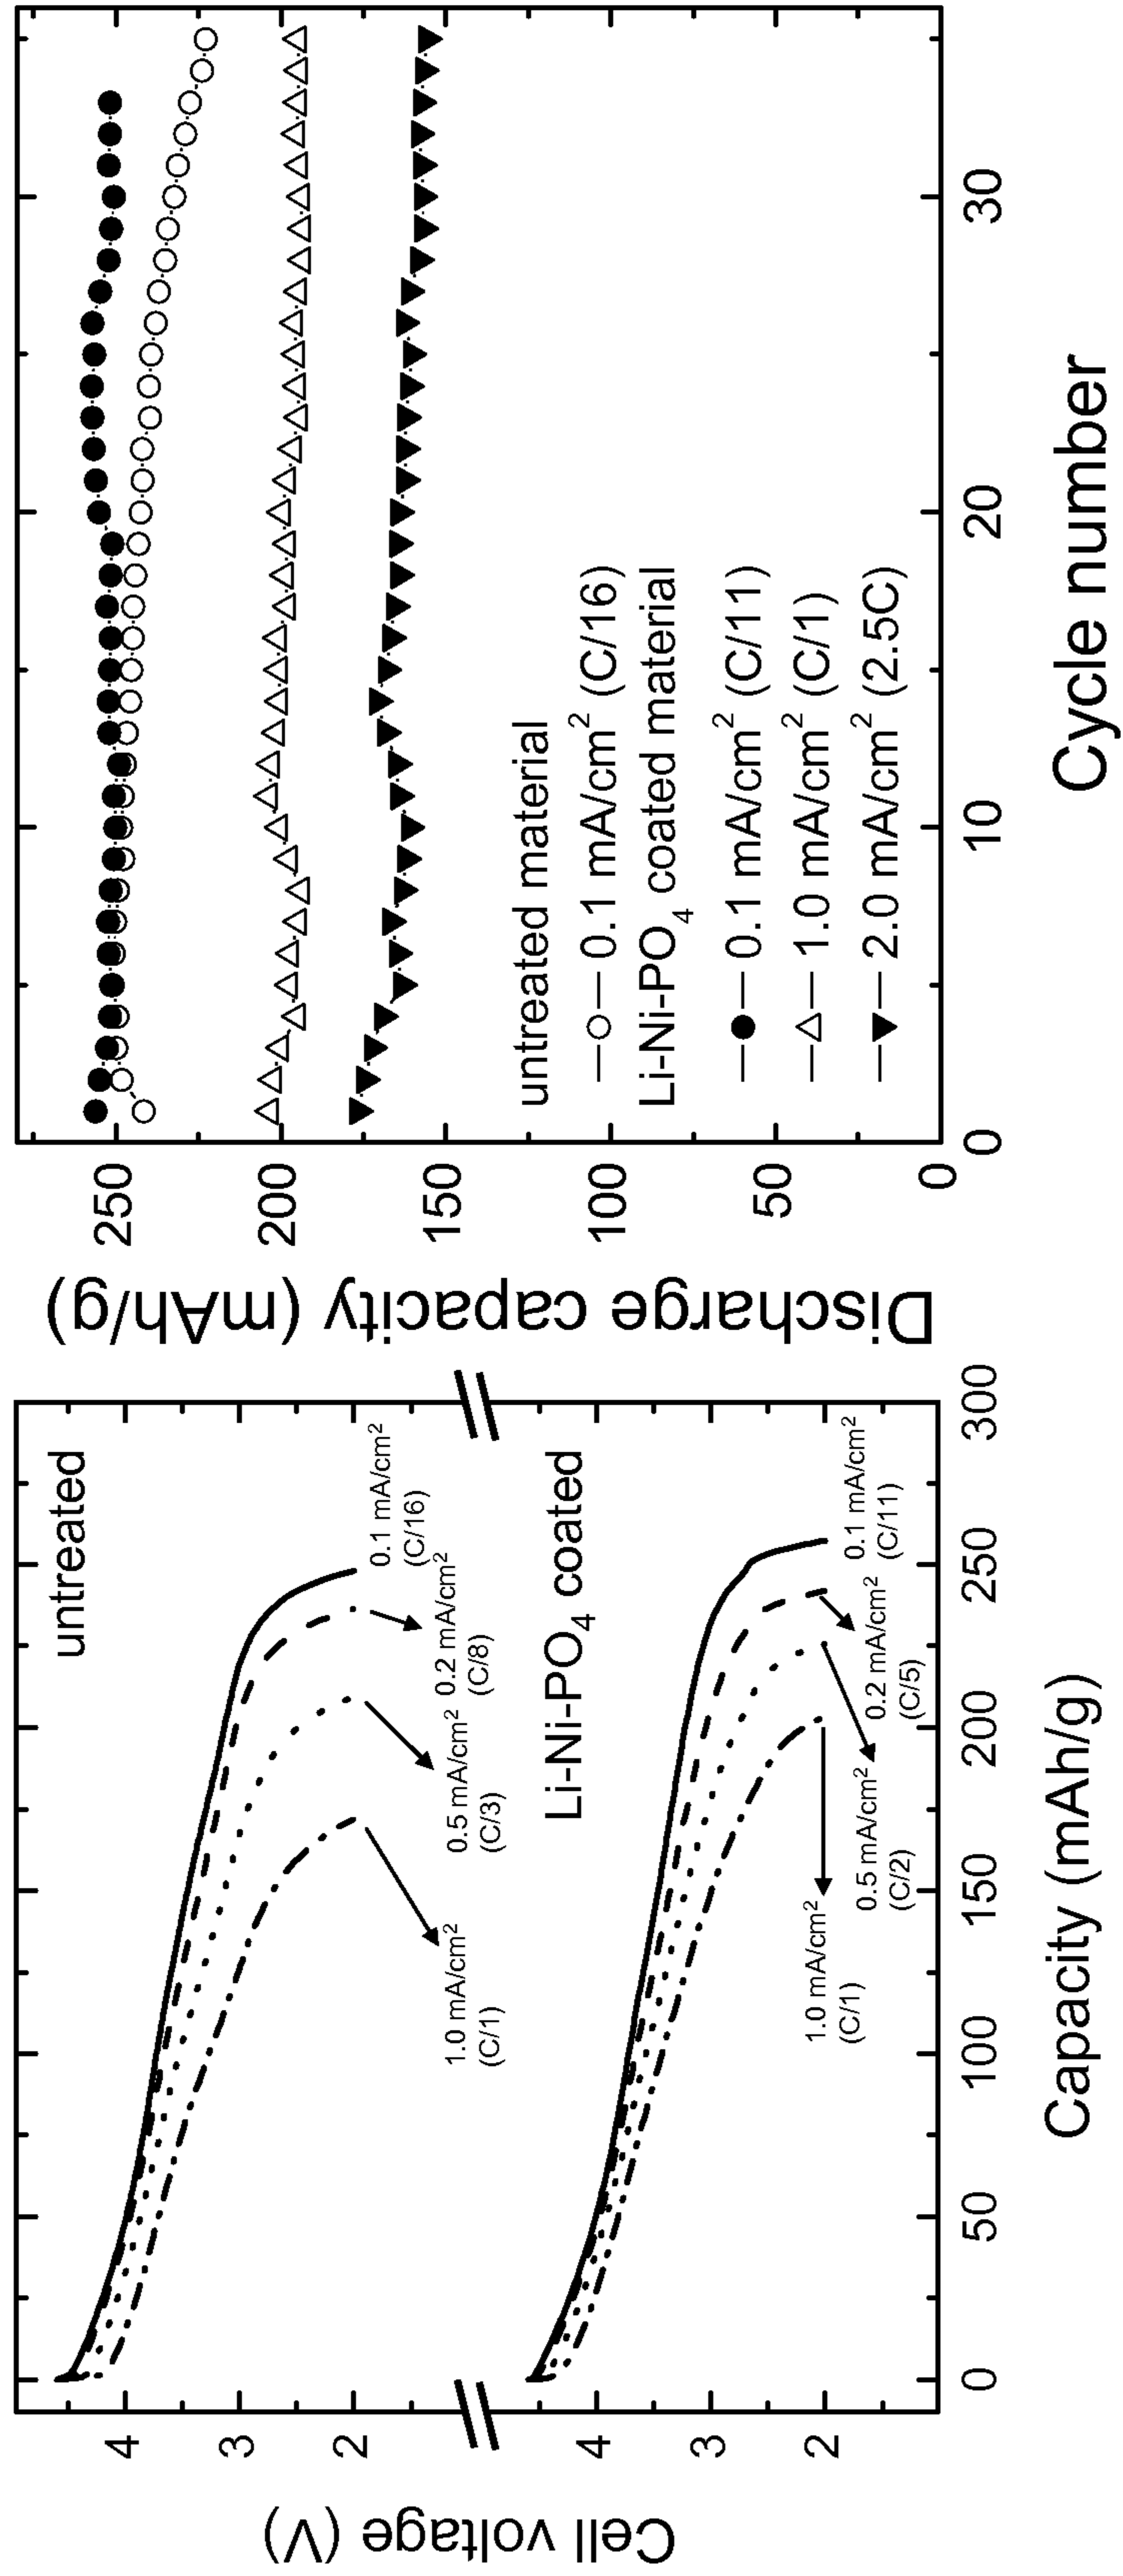 untreated
0.1 mA/cm²
(C/16)
0.2 mA/cm²
(C/8)
0.5 mA/cm²
(C/3)
1.0 mA/cm²
(C/1)
4
3
2
Li-Ni-PO₄ coated
0.1 mA/cm²
(C/11)
0.2 mA/cm²
(C/5)
0.5 mA/cm²
(C/2)
1.0 mA/cm²
(C/1)
4
3
2
Cell voltage (V)
0 50 100 150 200 250 300
Capacity (mAh/g)
Discharge capacity (mAh/g)
250
200
150
100
50
0
untreated material
0.1 mA/cm² (C/16)
Li-Ni-PO₄ coated material
0.1 mA/cm² (C/11)
1.0 mA/cm² (C/1)
2.0 mA/cm² (2.5C)
0 10 20 30
Cycle number